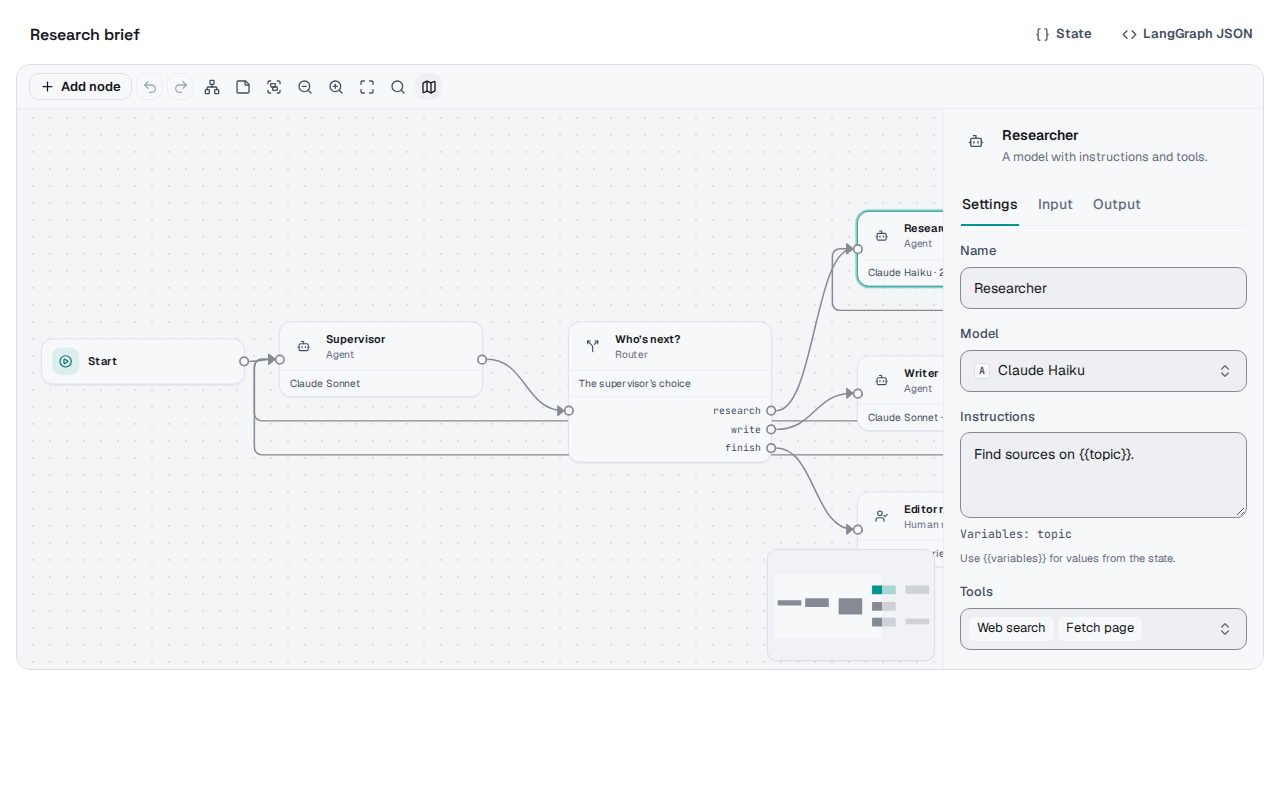 Research brief
State
LangGraph JSON
Add node
Start
Supervisor
Agent
Claude Sonnet
Who's next?
Router
The supervisor's choice
research
write
finish
Agent
Claude Haiku · 2
Writer
Agent
Claude Sonnet ·
Editor
Human
Researcher
A model with instructions and tools.
Settings
Input
Output
Name
Researcher
Model
A Claude Haiku
Instructions
Find sources on {{topic}}.
Variables: topic
Use {{variables}} for values from the state.
Tools
Web search
Fetch page